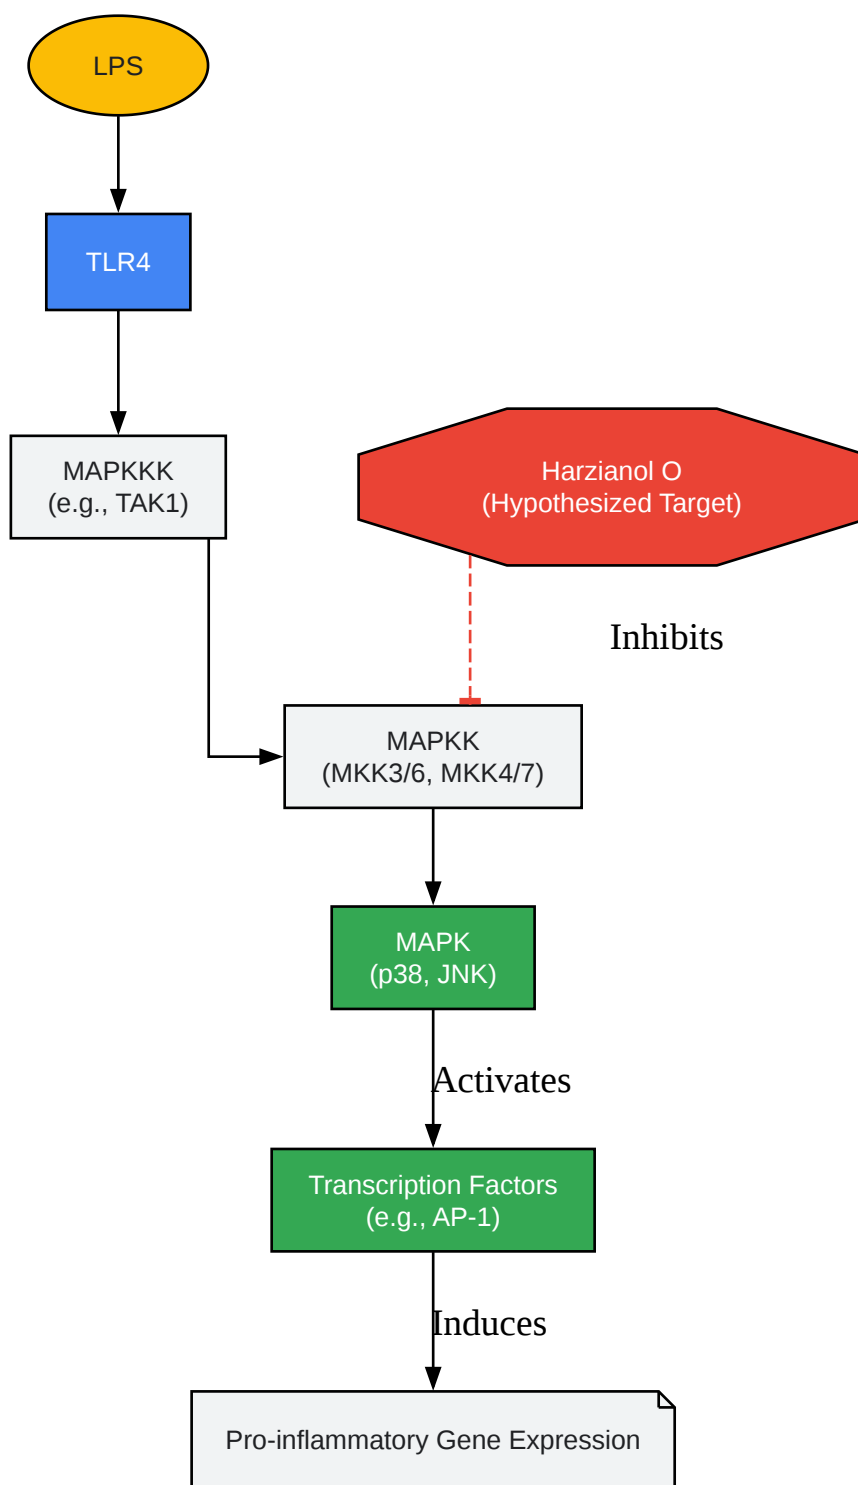 LPS
TLR4
MAPKKK
(e.g., TAK1)
Harzianol O
(Hypothesized Target)
Inhibits
MAPKK
(MKK3/6, MKK4/7)
MAPK
(p38, JNK)
Activates
Transcription Factors
(e.g., AP-1)
Induces
Pro-inflammatory Gene Expression